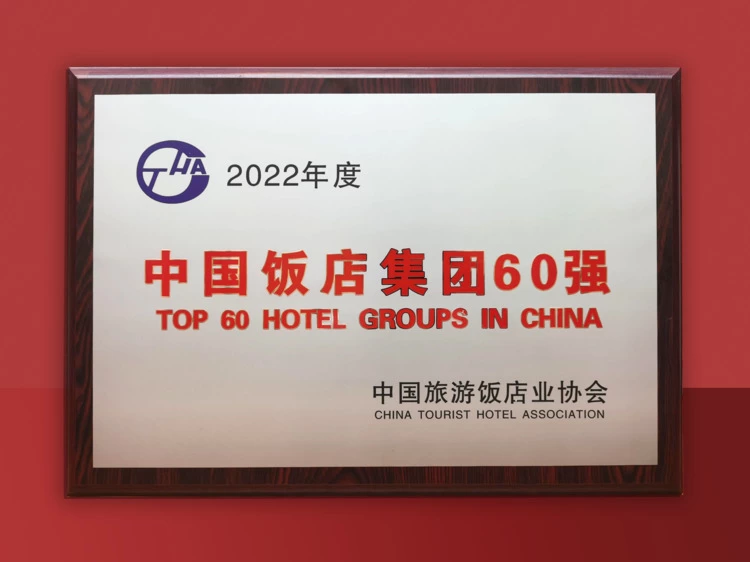 CTHA 2022年度
中国饭店集团60强
TOP 60 HOTEL GROUPS IN CHINA
中国旅游饭店业协会
CHINA TOURIST HOTEL ASSOCIATION